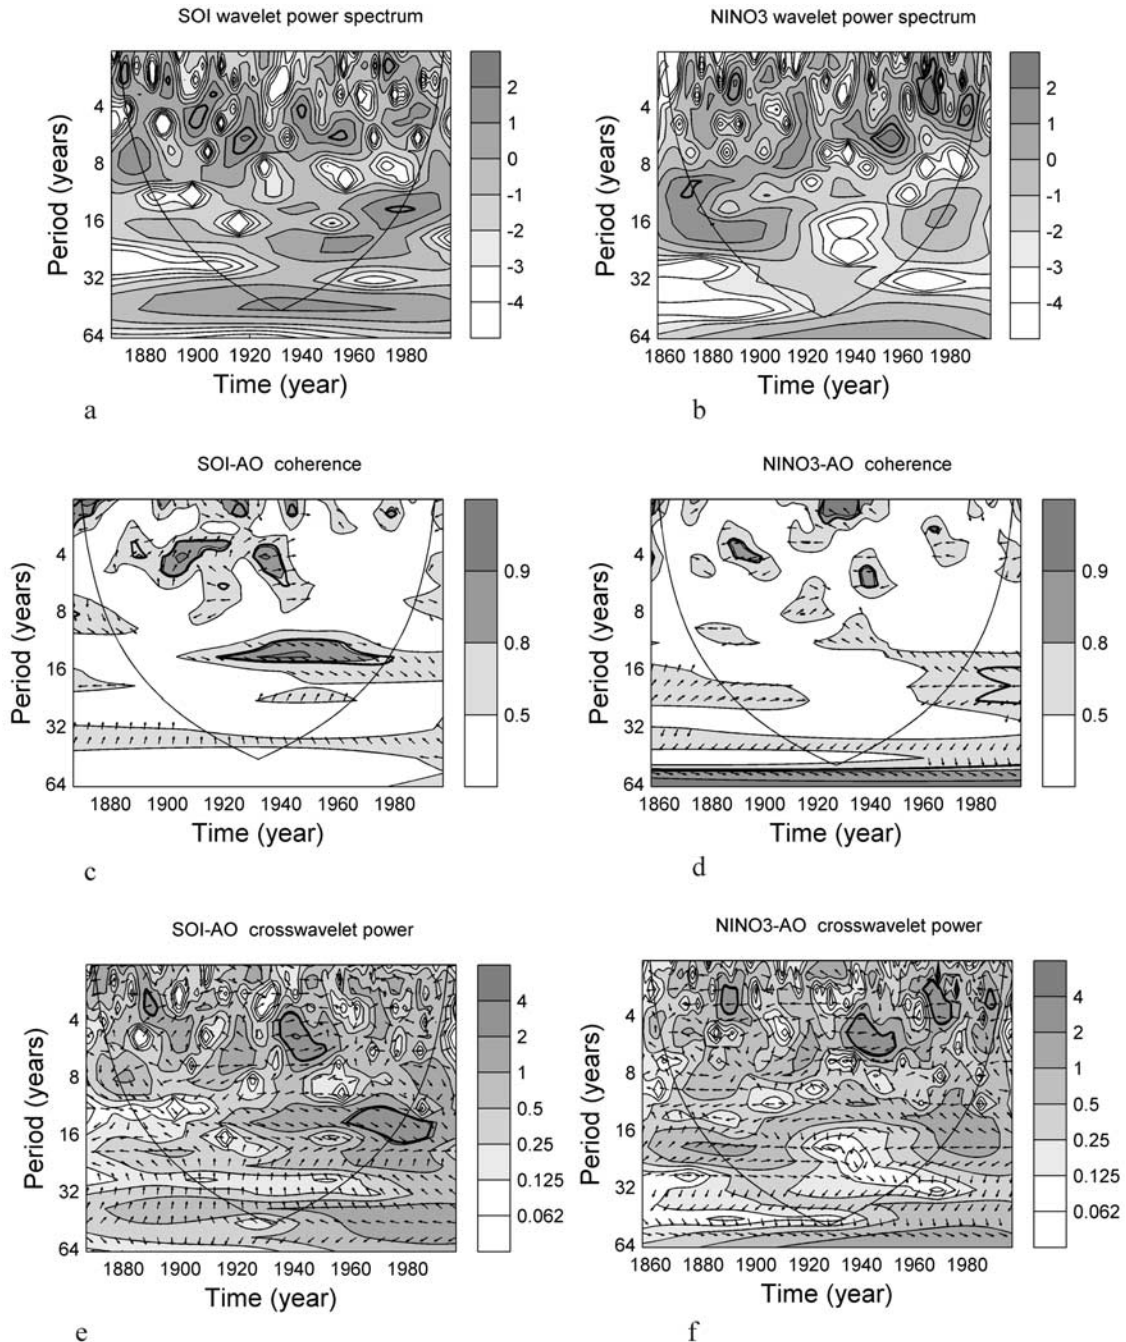 SOI wavelet power spectrum
Period (years)
4
8
16
32
64
1880 1900 1920 1940 1960 1980
Time (year)
2
1
0
-1
-2
-3
-4
a
NINO3 wavelet power spectrum
Period (years)
4
8
16
32
64
1860 1880 1900 1920 1940 1960 1980
Time (year)
2
1
0
-1
-2
-3
-4
b
SOI-AO coherence
Period (years)
4
8
16
32
64
1880 1900 1920 1940 1960 1980
Time (year)
0.9
0.8
0.5
c
NINO3-AO coherence
Period (years)
4
8
16
32
64
1860 1880 1900 1920 1940 1960 1980
Time (year)
0.9
0.8
0.5
d
SOI-AO crosswavelet power
Period (years)
4
8
16
32
64
1880 1900 1920 1940 1960 1980
Time (year)
4
2
1
0.5
0.25
0.125
0.062
e
NINO3-AO crosswavelet power
Period (years)
4
8
16
32
64
1860 1880 1900 1920 1940 1960 1980
Time (year)
4
2
1
0.5
0.25
0.125
0.062
f